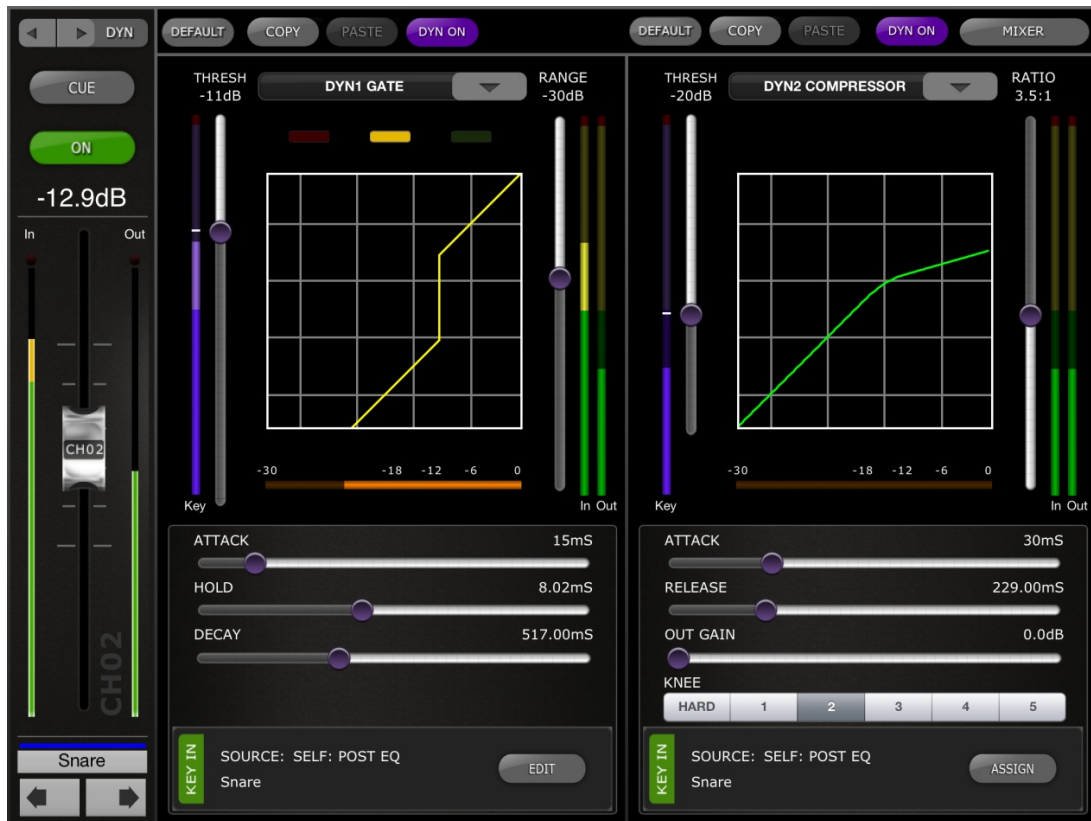 DYN
CUE
ON
-12.9dB
In
Out
CH02
CH02
Snare
DEFAULT
COPY
PASTE
DYN ON
THRESH
-11dB
DYN1 GATE
RANGE
-30dB
-30 -18 -12 -6 0
Key
In Out
ATTACK 15mS
HOLD 8.02mS
DECAY 517.00mS
KEY IN
SOURCE: SELF: POST EQ
Snare
EDIT
DEFAULT
COPY
PASTE
DYN ON
MIXER
THRESH
-20dB
DYN2 COMPRESSOR
RATIO
3.5:1
-30 -18 -12 -6 0
Key
In Out
ATTACK 30mS
RELEASE 229.00mS
OUT GAIN 0.0dB
KNEE
HARD 1 2 3 4 5
KEY IN
SOURCE: SELF: POST EQ
Snare
ASSIGN